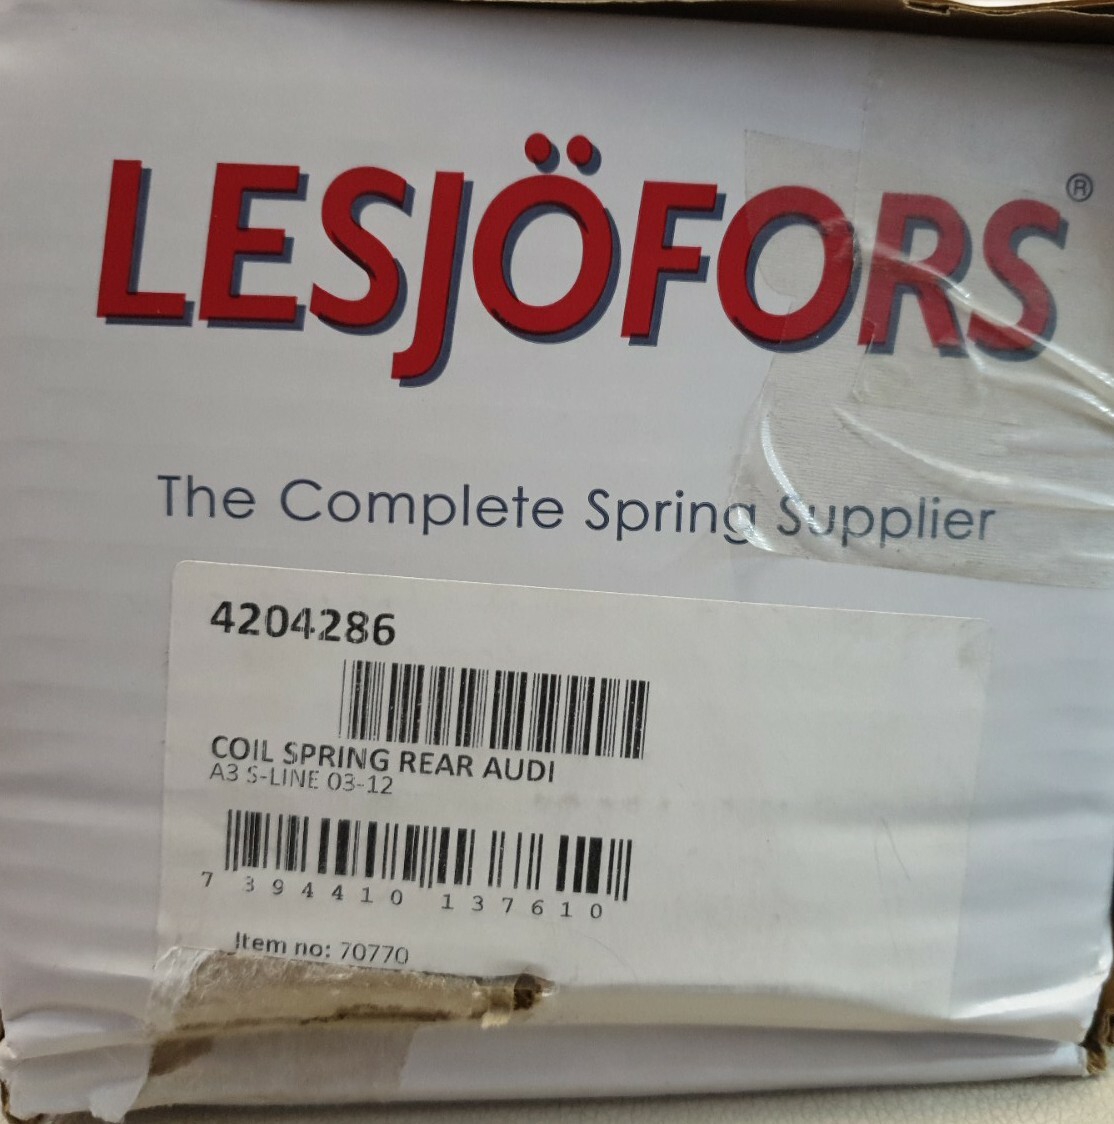 LESJÖFORS®
The Complete Spring Supplier
4204286
COIL SPRING REAR AUDI
A3 S-LINE 03-12
7 394410 137610
Item no: 70770